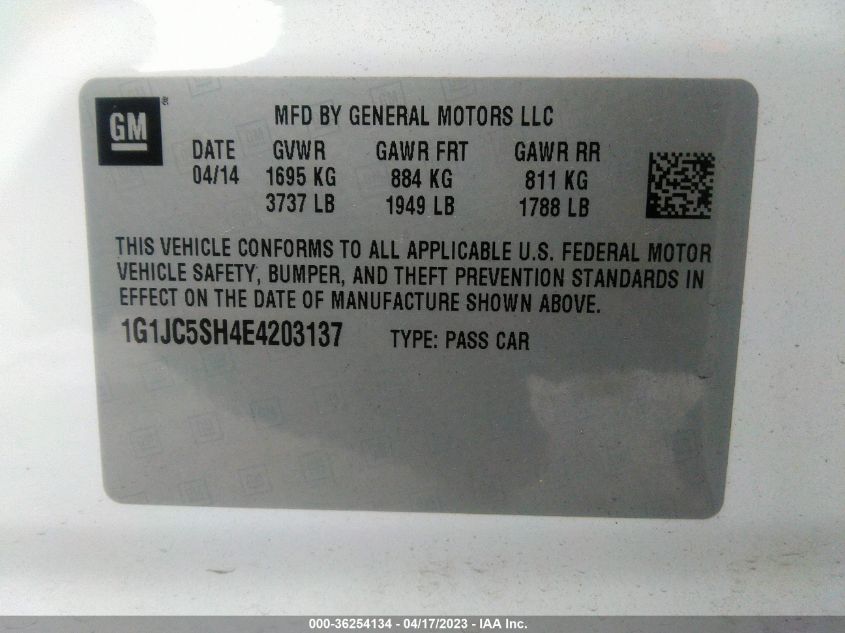 GM
MFD BY GENERAL MOTORS LLC
DATE GVWR GAWR FRT GAWR RR
04/14 1695 KG 884 KG 811 KG
3737 LB 1949 LB 1788 LB
THIS VEHICLE CONFORMS TO ALL APPLICABLE U.S. FEDERAL MOTOR
VEHICLE SAFETY, BUMPER, AND THEFT PREVENTION STANDARDS IN
EFFECT ON THE DATE OF MANUFACTURE SHOWN ABOVE.
1G1JC5SH4E4203137 TYPE: PASS CAR
000-36254134 - 04/17/2023 - IAA Inc.